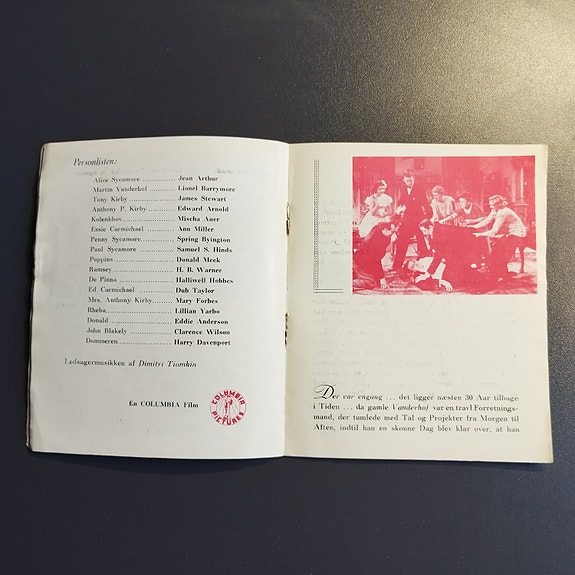 Personlisten:
Alice Sycamore ............ Jean Arthur
Martin Vanderhof .......... Lionel Barrymore
Tony Kirby ................ James Stewart
Anthony P. Kirby .......... Edward Arnold
Kolenkhov ................. Mischa Auer
Essie Carmichael .......... Ann Miller
Penny Sycamore ............ Spring Byington
Paul Sycamore ............. Samuel S. Hinds
Poppins ................... Donald Meek
Ramsey .................... H. B. Warner
De Pinna .................. Halliwell Hobbes
Ed Carmichael ............. Dub Taylor
Mrs. Anthony Kirby ........ Mary Forbes
Rheba ..................... Lillian Yarbo
Donald .................... Eddie Anderson
John Blakely .............. Clarence Wilson
Dommeren .................. Harry Davenport
Ledsagermusikken af Dimitri Tiomkin
En COLUMBIA Film
COLUMBIA
PICTURES
Der var engang ... det ligger næsten 30 Aar tilbage
i Tiden ... da gamle Vanderhof var en travl Forretnings-
mand, der tumlede med Tal og Projekter fra Morgen til
Aften, indtil han en skønne Dag blev klar over, at han